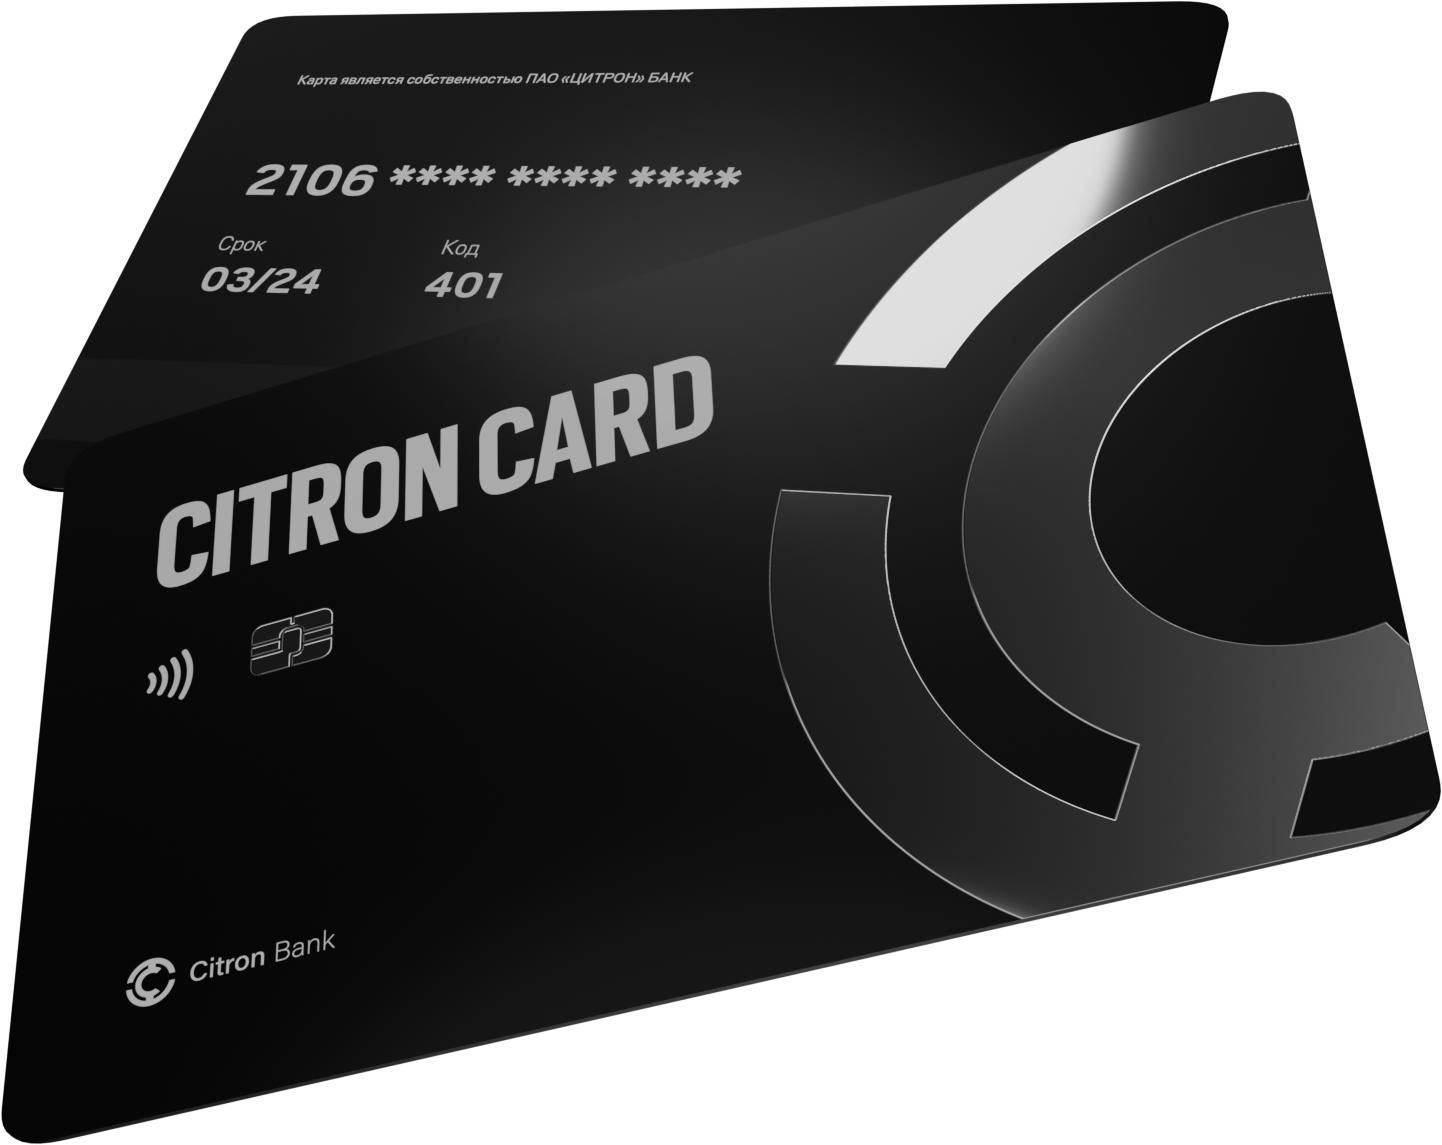 Карта является собственностью ПАО «ЦИТРОН» БАНК
2106 **** **** ****
Срок Код
03/24 401
CITRON CARD
Citron Bank